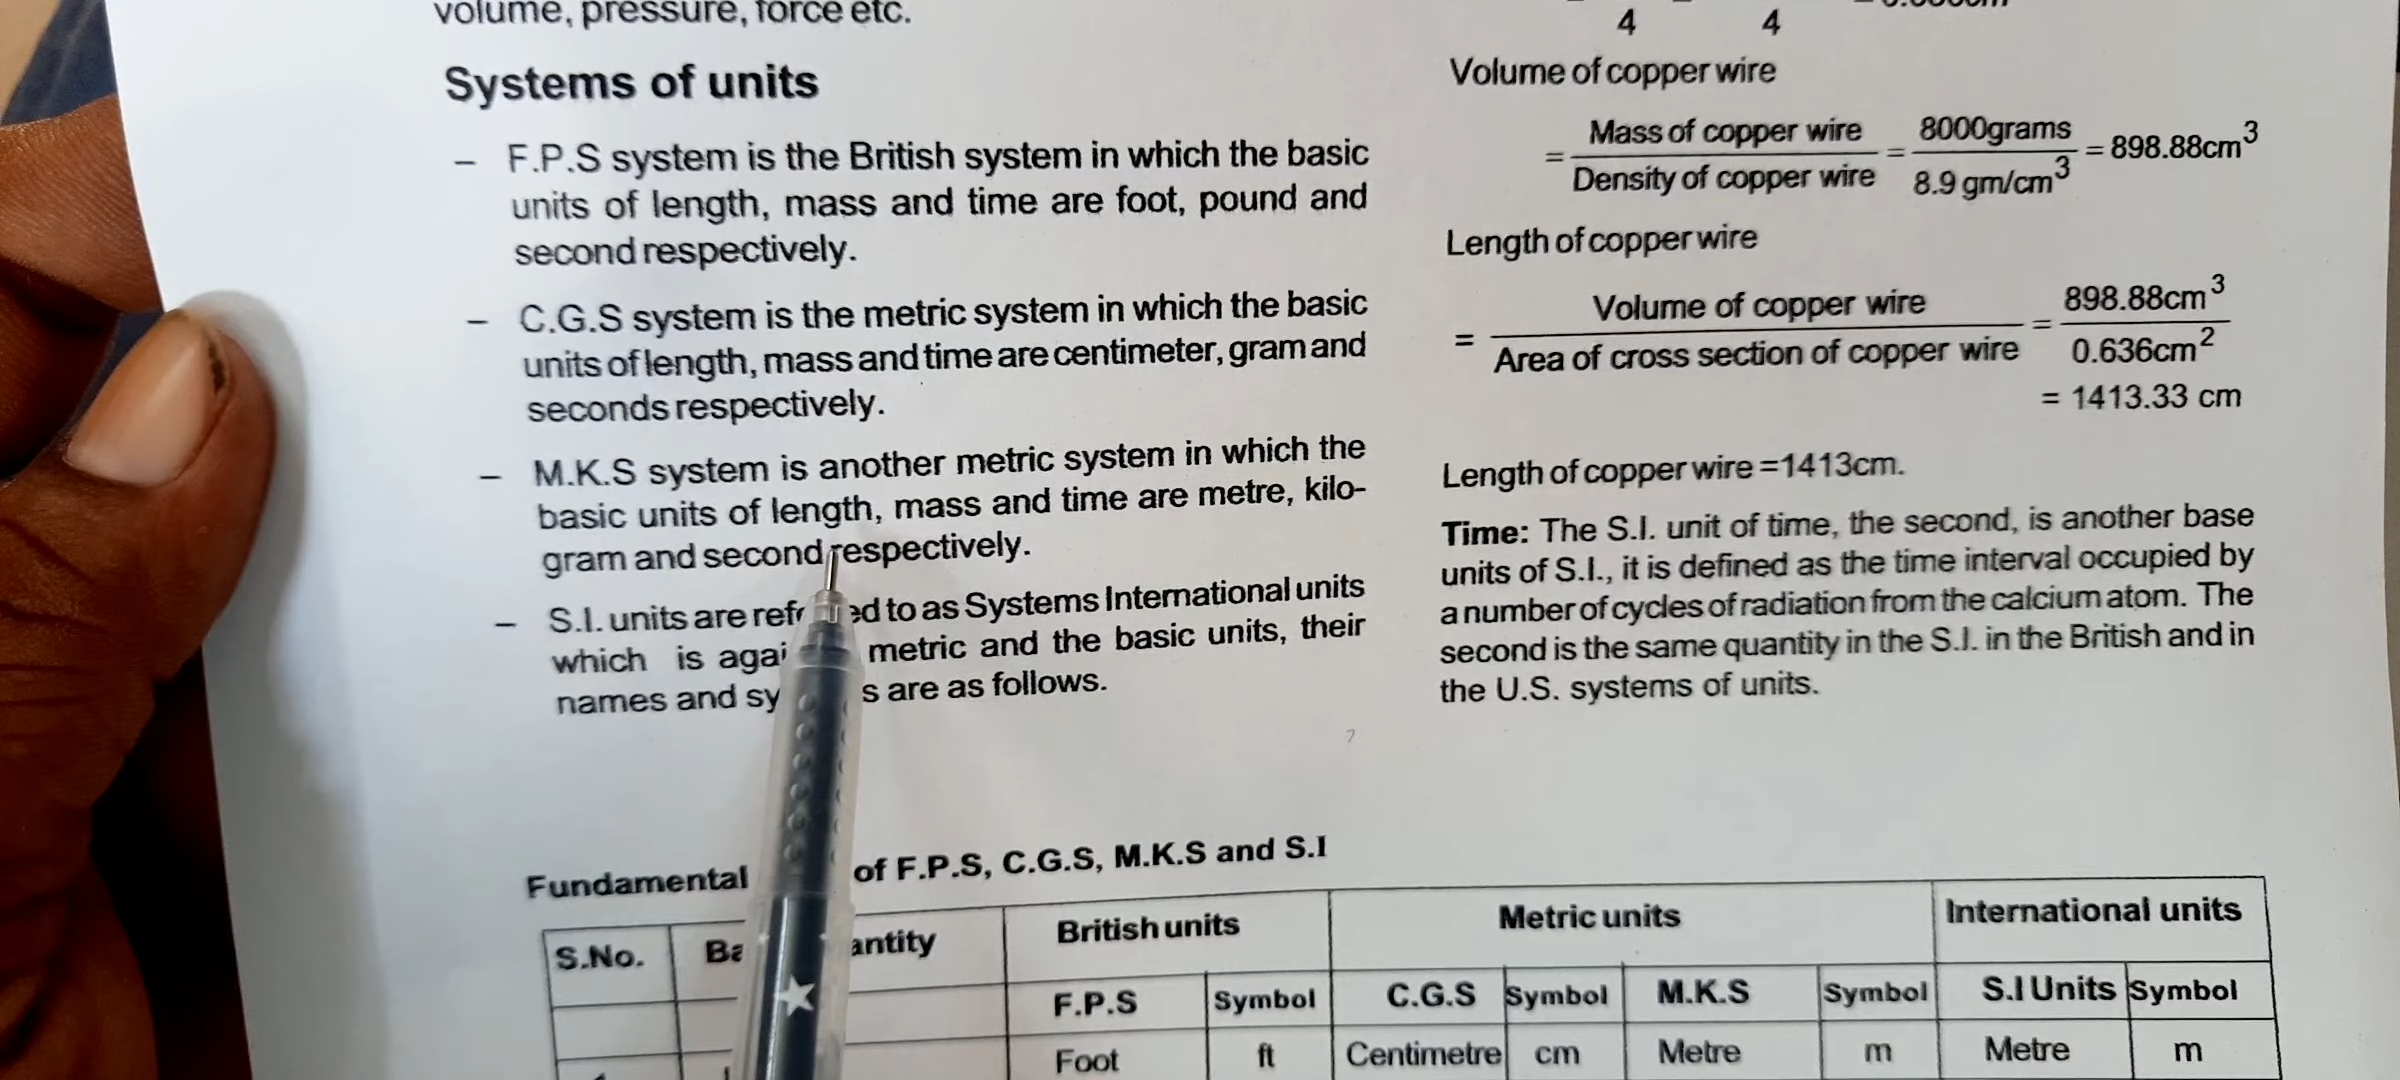 volume, pressure, force etc.
Systems of units
– F.P.S system is the British system in which the basic
units of length, mass and time are foot, pound and
second respectively.
– C.G.S system is the metric system in which the basic
units of length, mass and time are centimeter, gram and
seconds respectively.
– M.K.S system is another metric system in which the
basic units of length, mass and time are metre, kilo-
gram and second respectively.
– S.I. units are to as Systems International units
which is metric and the basic units, their
names and are as follows.
4 4
Volume of copper wire
= Mass of copper wire / Density of copper wire = 8000grams / 8.9 gm/cm³ = 898.88cm³
Length of copper wire
= Volume of copper wire / Area of cross section of copper wire = 898.88cm³ / 0.636cm²
= 1413.33 cm
Length of copper wire =1413cm.
Time: The S.I. unit of time, the second, is another base
units of S.I., it is defined as the time interval occupied by
a number of cycles of radiation from the calcium atom. The
second is the same quantity in the S.I. in the British and in
the U.S. systems of units.
Fundamental of F.P.S, C.G.S, M.K.S and S.I
S.No. British units Metric units International units
F.P.S Symbol C.G.S Symbol M.K.S Symbol S.I Units Symbol
Foot ft Centimetre cm Metre m Metre m